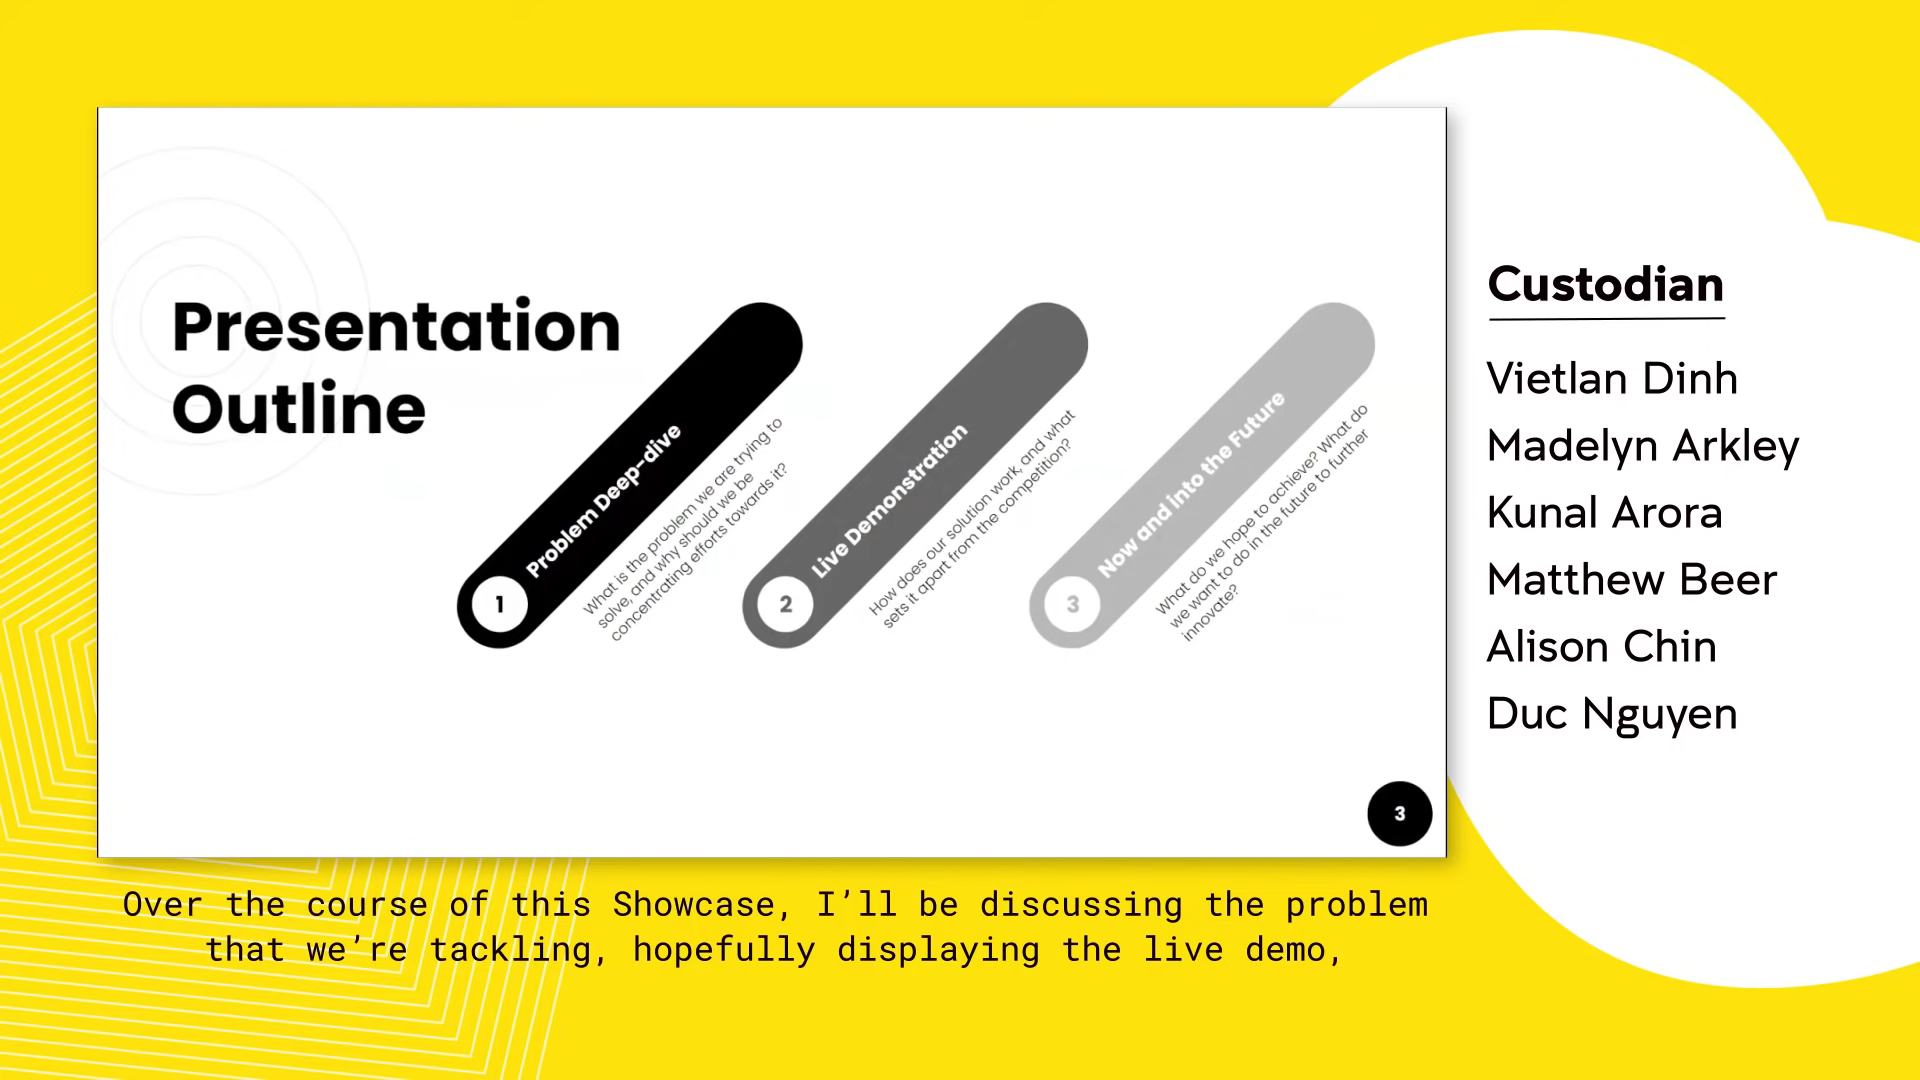 Presentation
Outline
1
Problem Deep-dive
What is the problem we are trying to
solve, and why should we be
concentrating efforts towards it?
2
Live Demonstration
How does our solution work, and what
sets it apart from the competition?
3
Now and into the Future
What do we hope to achieve? What do
we want to do in the future to further
innovate?
3
Custodian
Vietlan Dinh
Madelyn Arkley
Kunal Arora
Matthew Beer
Alison Chin
Duc Nguyen
Over the course of this Showcase, I’ll be discussing the problem
that we’re tackling, hopefully displaying the live demo,